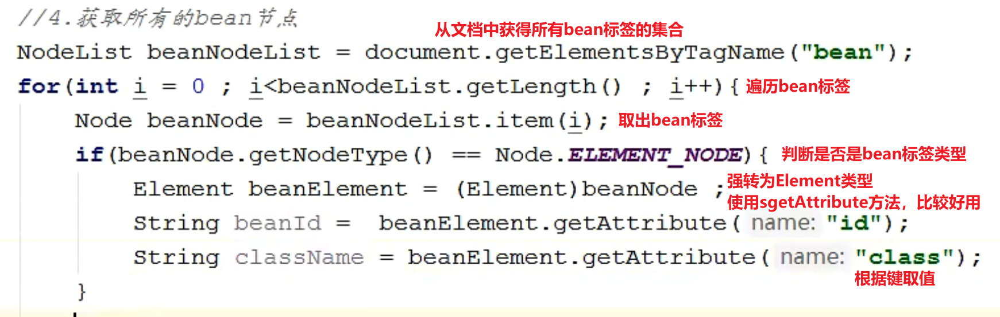 //4.获取所有的bean节点
从文档中获得所有bean标签的集合
NodeList beanNodeList = document.getElementsByTagName("bean");
for(int i = 0 ; i<beanNodeList.getLength() ; i++){ 遍历bean标签
Node beanNode = beanNodeList.item(i); 取出bean标签
if(beanNode.getNodeType() == Node.ELEMENT_NODE){ 判断是否是bean标签类型
Element beanElement = (Element)beanNode ; 强转为Element类型
使用sgetAttribute方法，比较好用
String beanId =  beanElement.getAttribute( name: "id");
String className = beanElement.getAttribute( name: "class");
根据键取值
}